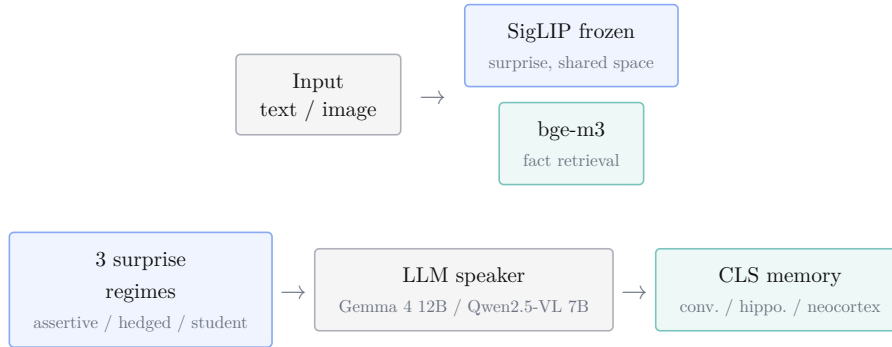 SigLIP frozen
surprise, shared space
Input
text / image
bge-m3
fact retrieval
3 surprise
regimes
assertive / hedged / student
LLM speaker
Gemma 4 12B / Qwen2.5-VL 7B
CLS memory
conv. / hippo. / neocortex